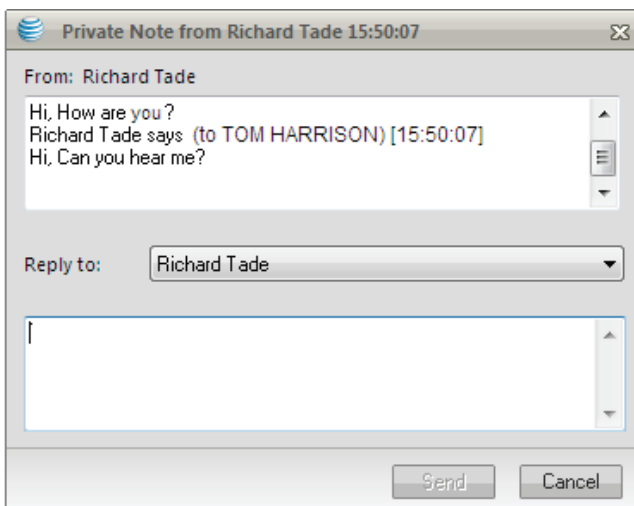 Private Note from Richard Tade 15:50:07
From: Richard Tade
Hi, How are you?
Richard Tade says (to TOM HARRISON) [15:50:07]
Hi, Can you hear me?
Reply to: Richard Tade
Send Cancel